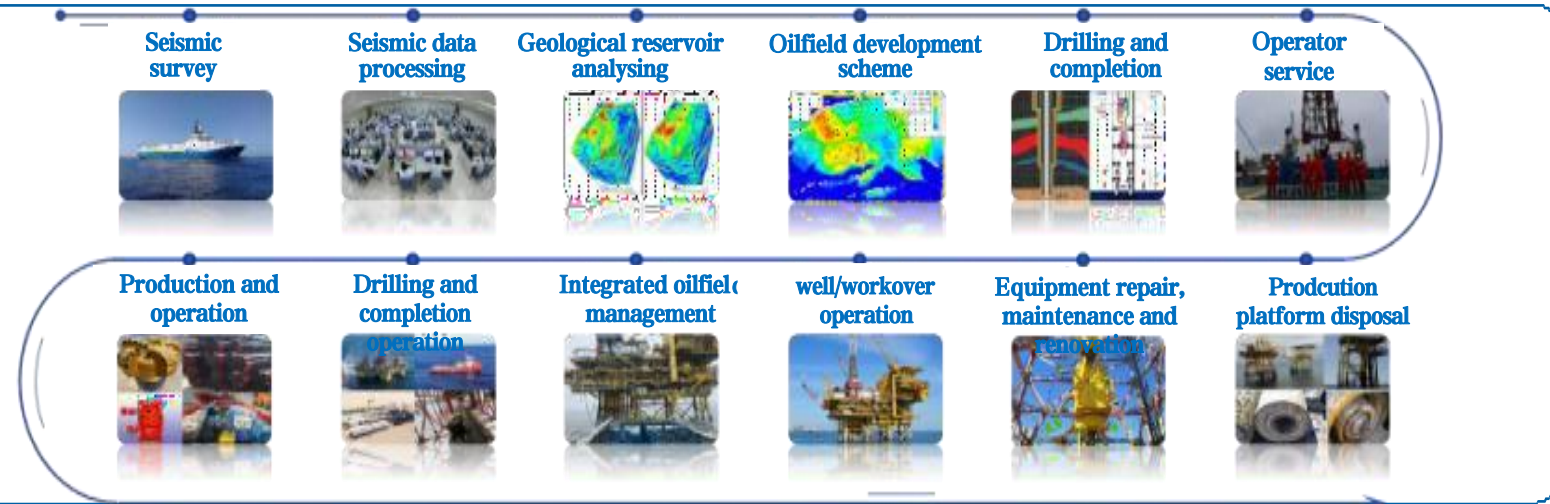 Seismic
survey
Seismic data
processing
Geological reservoir
analysing
Oilfield development
scheme
Drilling and
completion
Operator
service
Production and
operation
Drilling and
completion
operation
Integrated oilfield
management
well/workover
operation
Equipment repair,
maintenance and
renovation
Prodcution
platform disposal